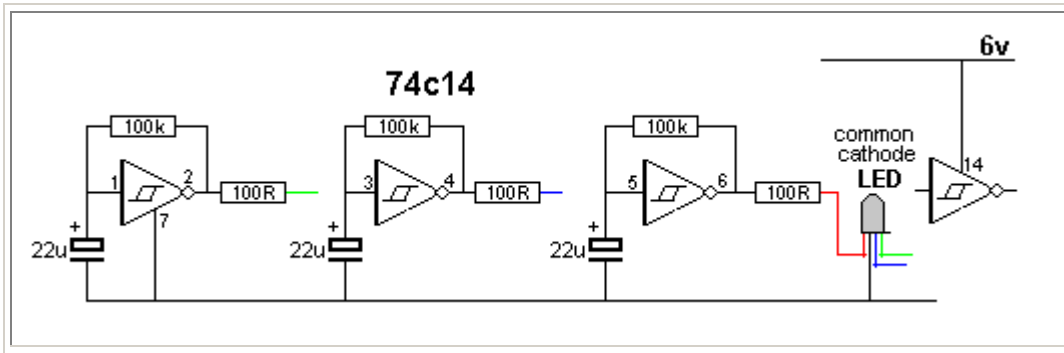 6v
74c14
100k
100k
100k
common
cathode
LED
14
1
2
3
4
5
6
100R
100R
100R
7
+
+
+
22u
22u
22u